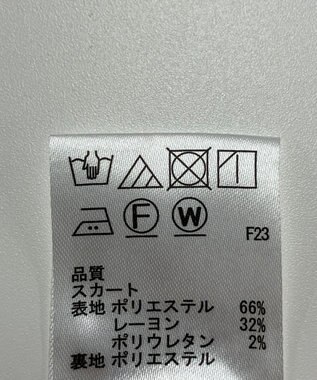 F W
F23
品質
スカート
表地 ポリエステル 66%
レーヨン 32%
ポリウレタン 2%
裏地 ポリエステル